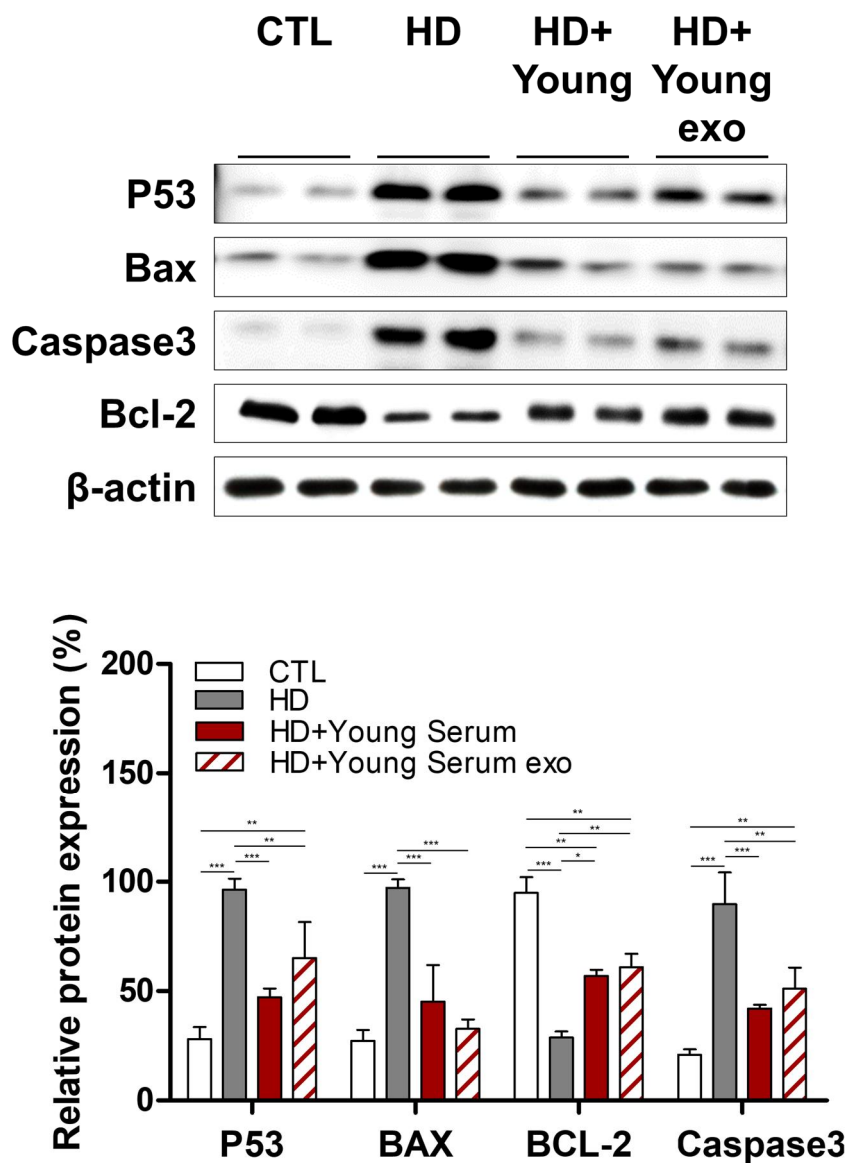 CTL HD HD+ HD+
Young Young
exo
P53
Bax
Caspase3
Bcl-2
β-actin
Relative protein expression (%)
200
150
100
50
0
CTL
HD
HD+Young Serum
HD+Young Serum exo
** ** *** ***
*** *** ***
** ** ** * ***
** ** *** ***
P53 BAX BCL-2 Caspase3